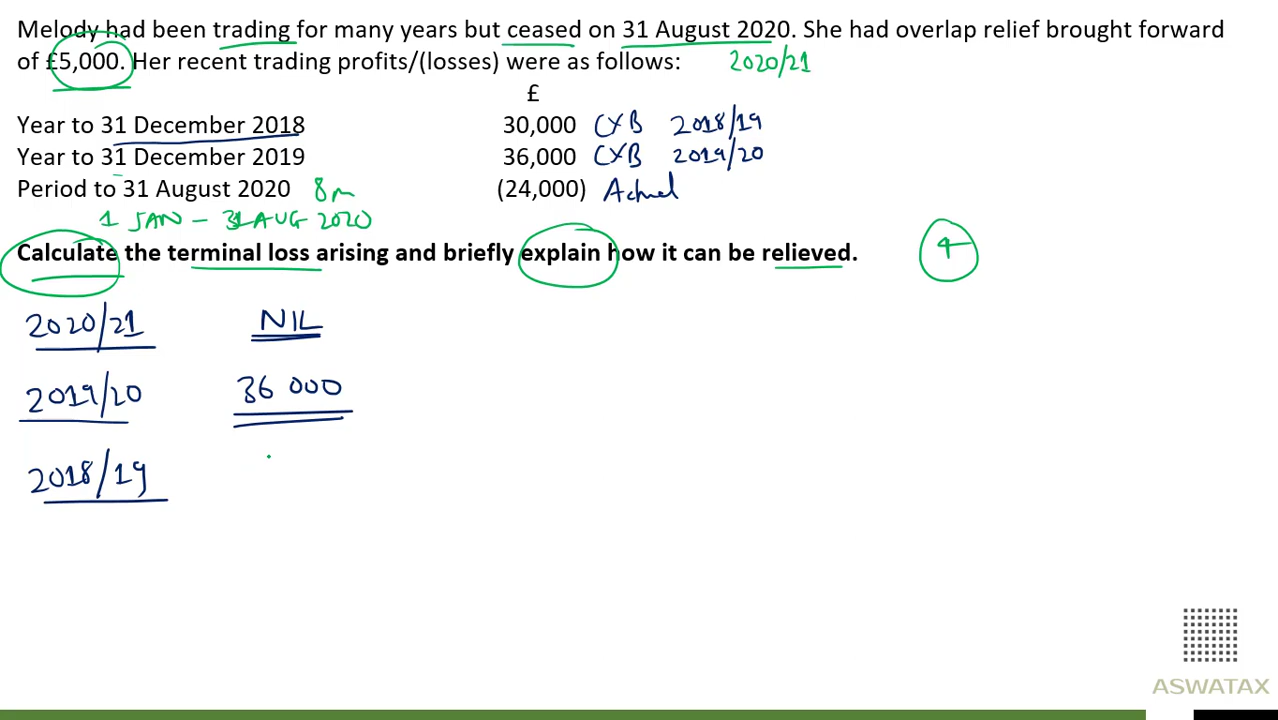 Melody had been trading for many years but ceased on 31 August 2020. She had overlap relief brought forward
of £5,000. Her recent trading profits/(losses) were as follows: 2020/21
£
Year to 31 December 2018 30,000 CYB 2018/19
Year to 31 December 2019 36,000 CYB 2019/20
Period to 31 August 2020 8m (24,000) Actual
1 JAN - 31 AUG 2020
Calculate the terminal loss arising and briefly explain how it can be relieved. 4
2020/21 NIL
2019/20 36 000
2018/19
ASWATAX